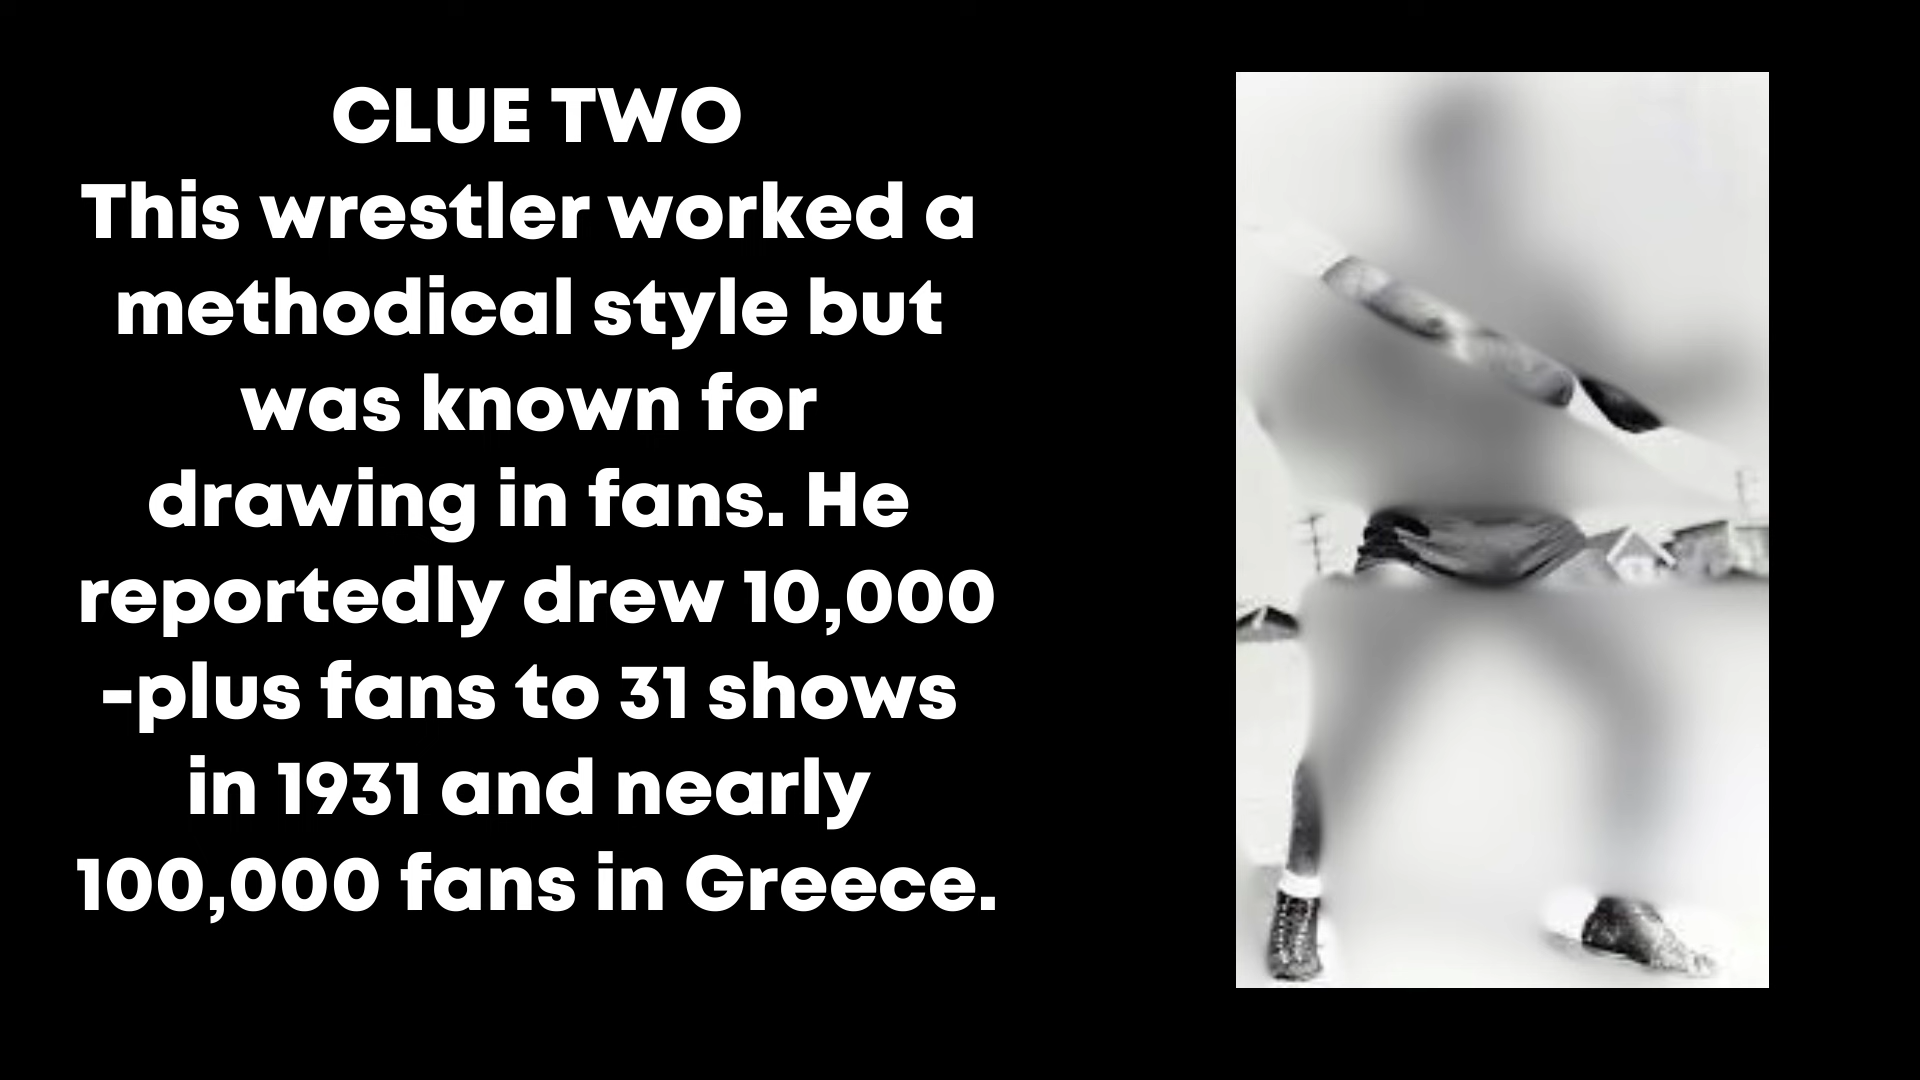 CLUE TWO
This wrestler worked a
methodical style but
was known for
drawing in fans. He
reportedly drew 10,000
-plus fans to 31 shows
in 1931 and nearly
100,000 fans in Greece.